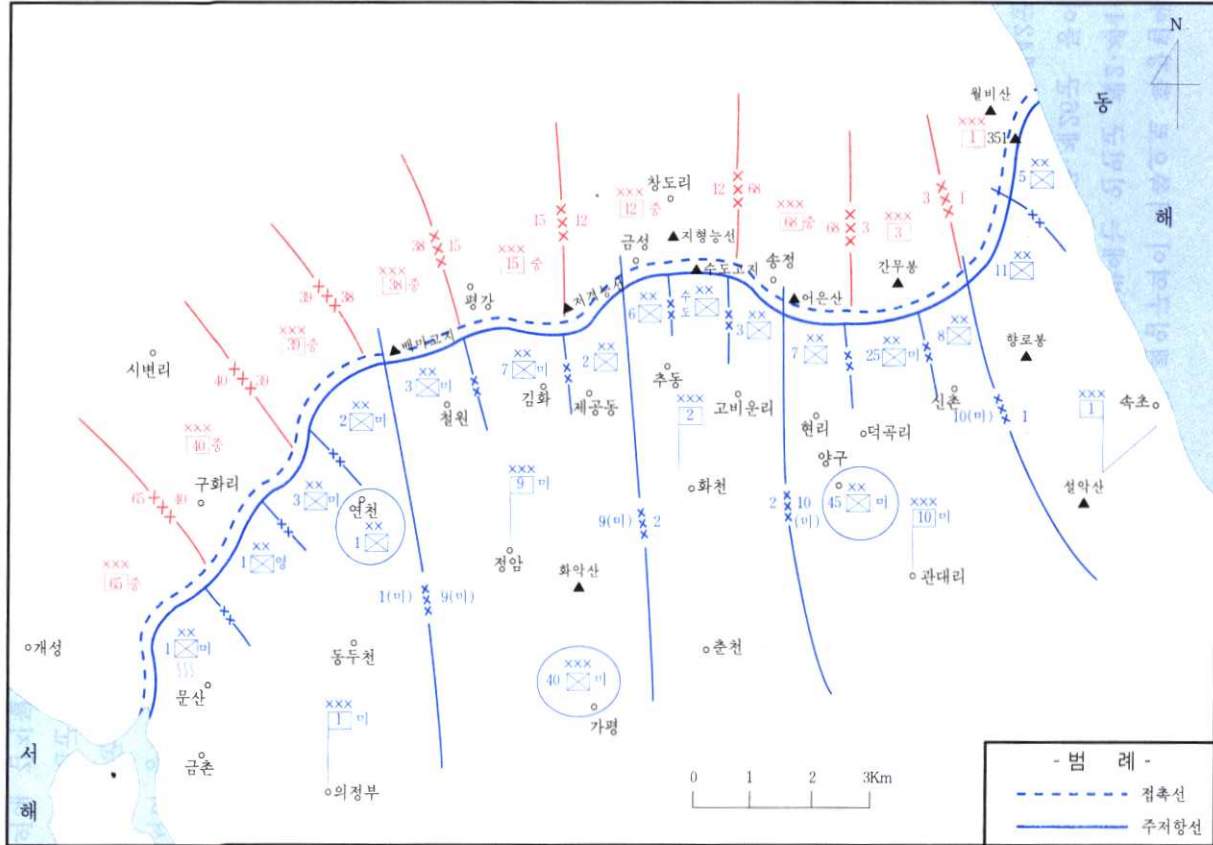 N
동
해
월비산
351
×××
1
××
5
11
3 1
×××
3
간무봉
68 3
×××
68 중
12 68
창도리
×××
12 중
지형능선
금성
수도고지
송정
어은산
15 12
×××
15 중
38 15
×××
38 중
평강
저격능선
39 38
×××
39 중
백마고지
시변리
40 39
×××
40 중
구화리
65 40
×××
65 중
××
6
수도
××
××
3
××
7
××
25 미
××
8
향로봉
××
2
××
7 미
××
3 미
××
2 미
철원
김화
제공동
추동
고비운리
현리
덕곡리
신촌
10(미) 1
×××
1
속초
설악산
×××
2
화천
양구
××
45 미
×××
10 미
관대리
2 10
(미)
9(미) 2
×××
9 미
정암
화악산
××
3 미
연천
××
1
××
1 영
1(미) 9(미)
××
1 미
개성
문산
동두천
춘천
×××
40 미
가평
×××
1 미
의정부
금촌
서
해
0 1 2 3Km
- 범 례 -
접촉선
주저항선